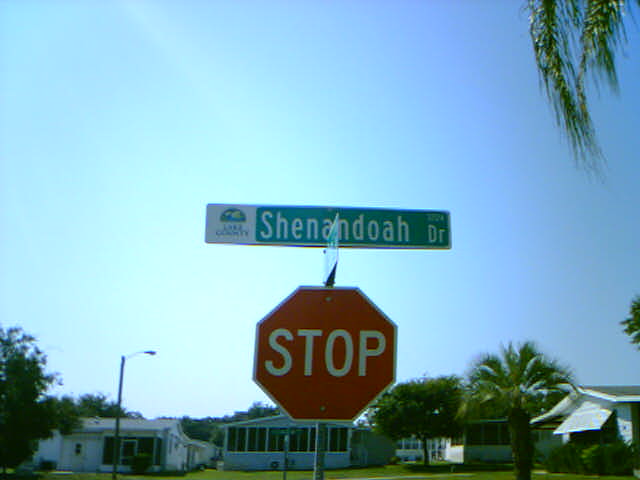 LAKE
COUNTY
Shenandoah Dr
STOP